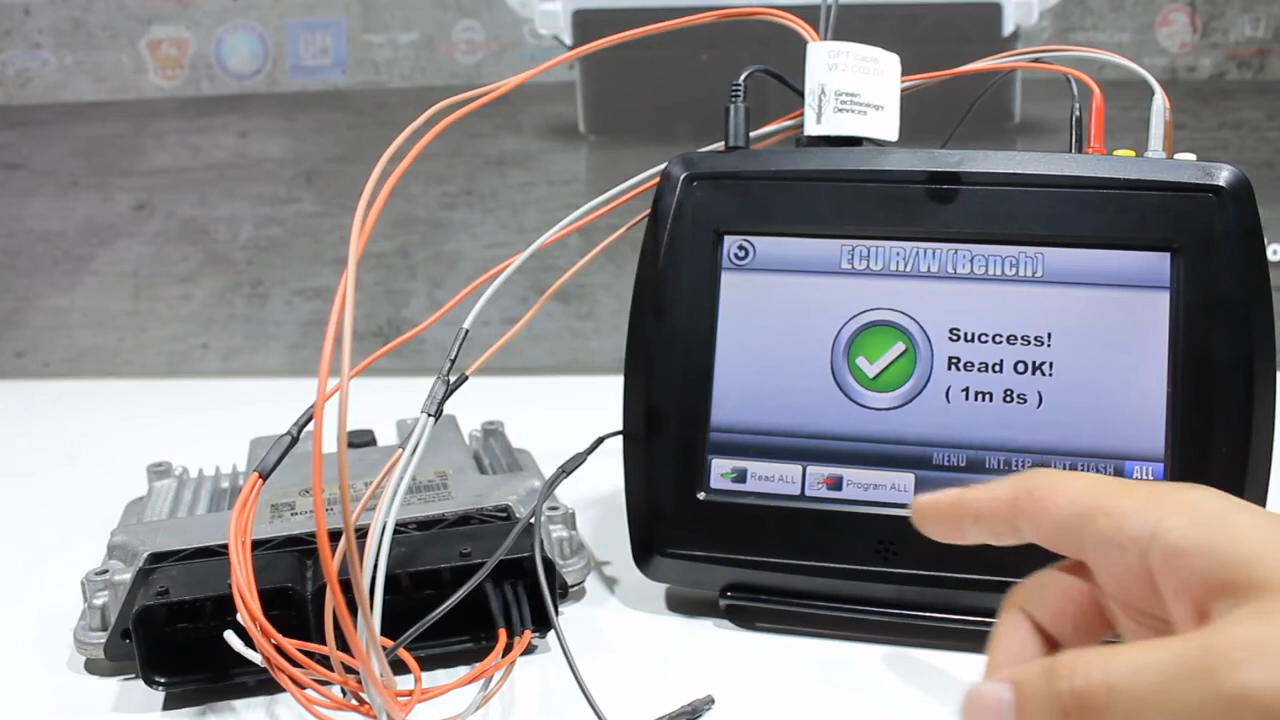 GPT cable
VF2-C03.01
Green
Technology
Devices
ECU R/W (Bench)
Success!
Read OK!
( 1m 8s )
MENU INT. EEP INT FLASH ALL
Read ALL Program ALL
BOSCH
GM